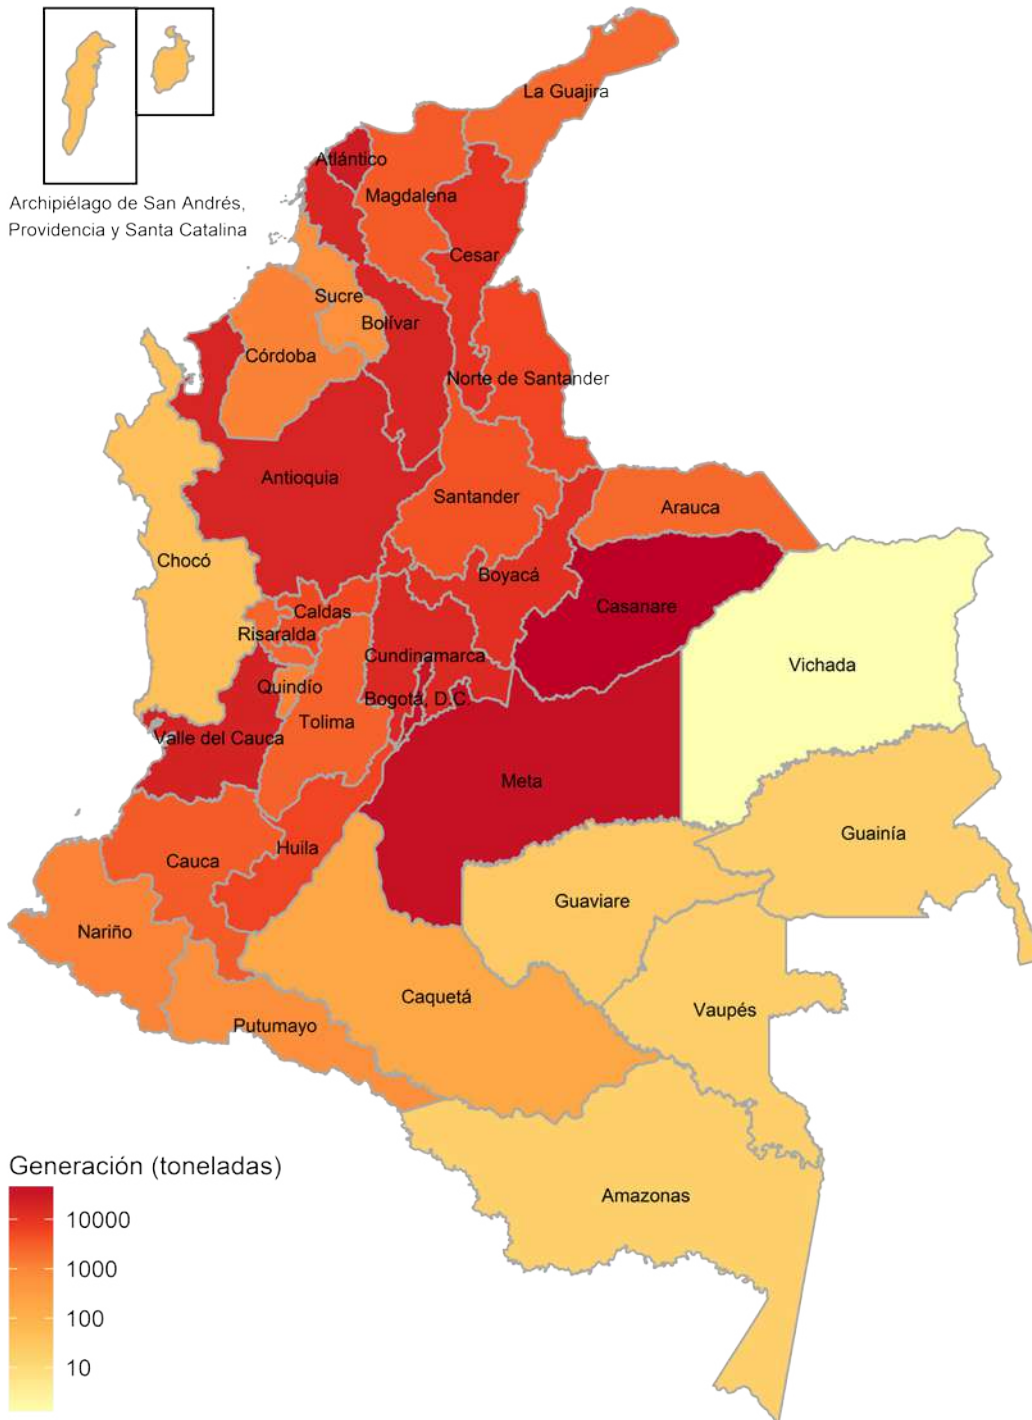 La Guajira
Atlántico
Magdalena
Archipiélago de San Andrés,
Providencia y Santa Catalina
Cesar
Sucre
Bolívar
Córdoba
Norte de Santander
Antioquia
Santander
Arauca
Chocó
Boyacá
Caldas
Casanare
Risaralda
Cundinamarca
Vichada
Quindío
Bogotá, D.C.
Tolima
Valle del Cauca
Meta
Guainía
Huila
Cauca
Guaviare
Nariño
Caquetá
Vaupés
Putumayo
Generación (toneladas)
Amazonas
10000
1000
100
10